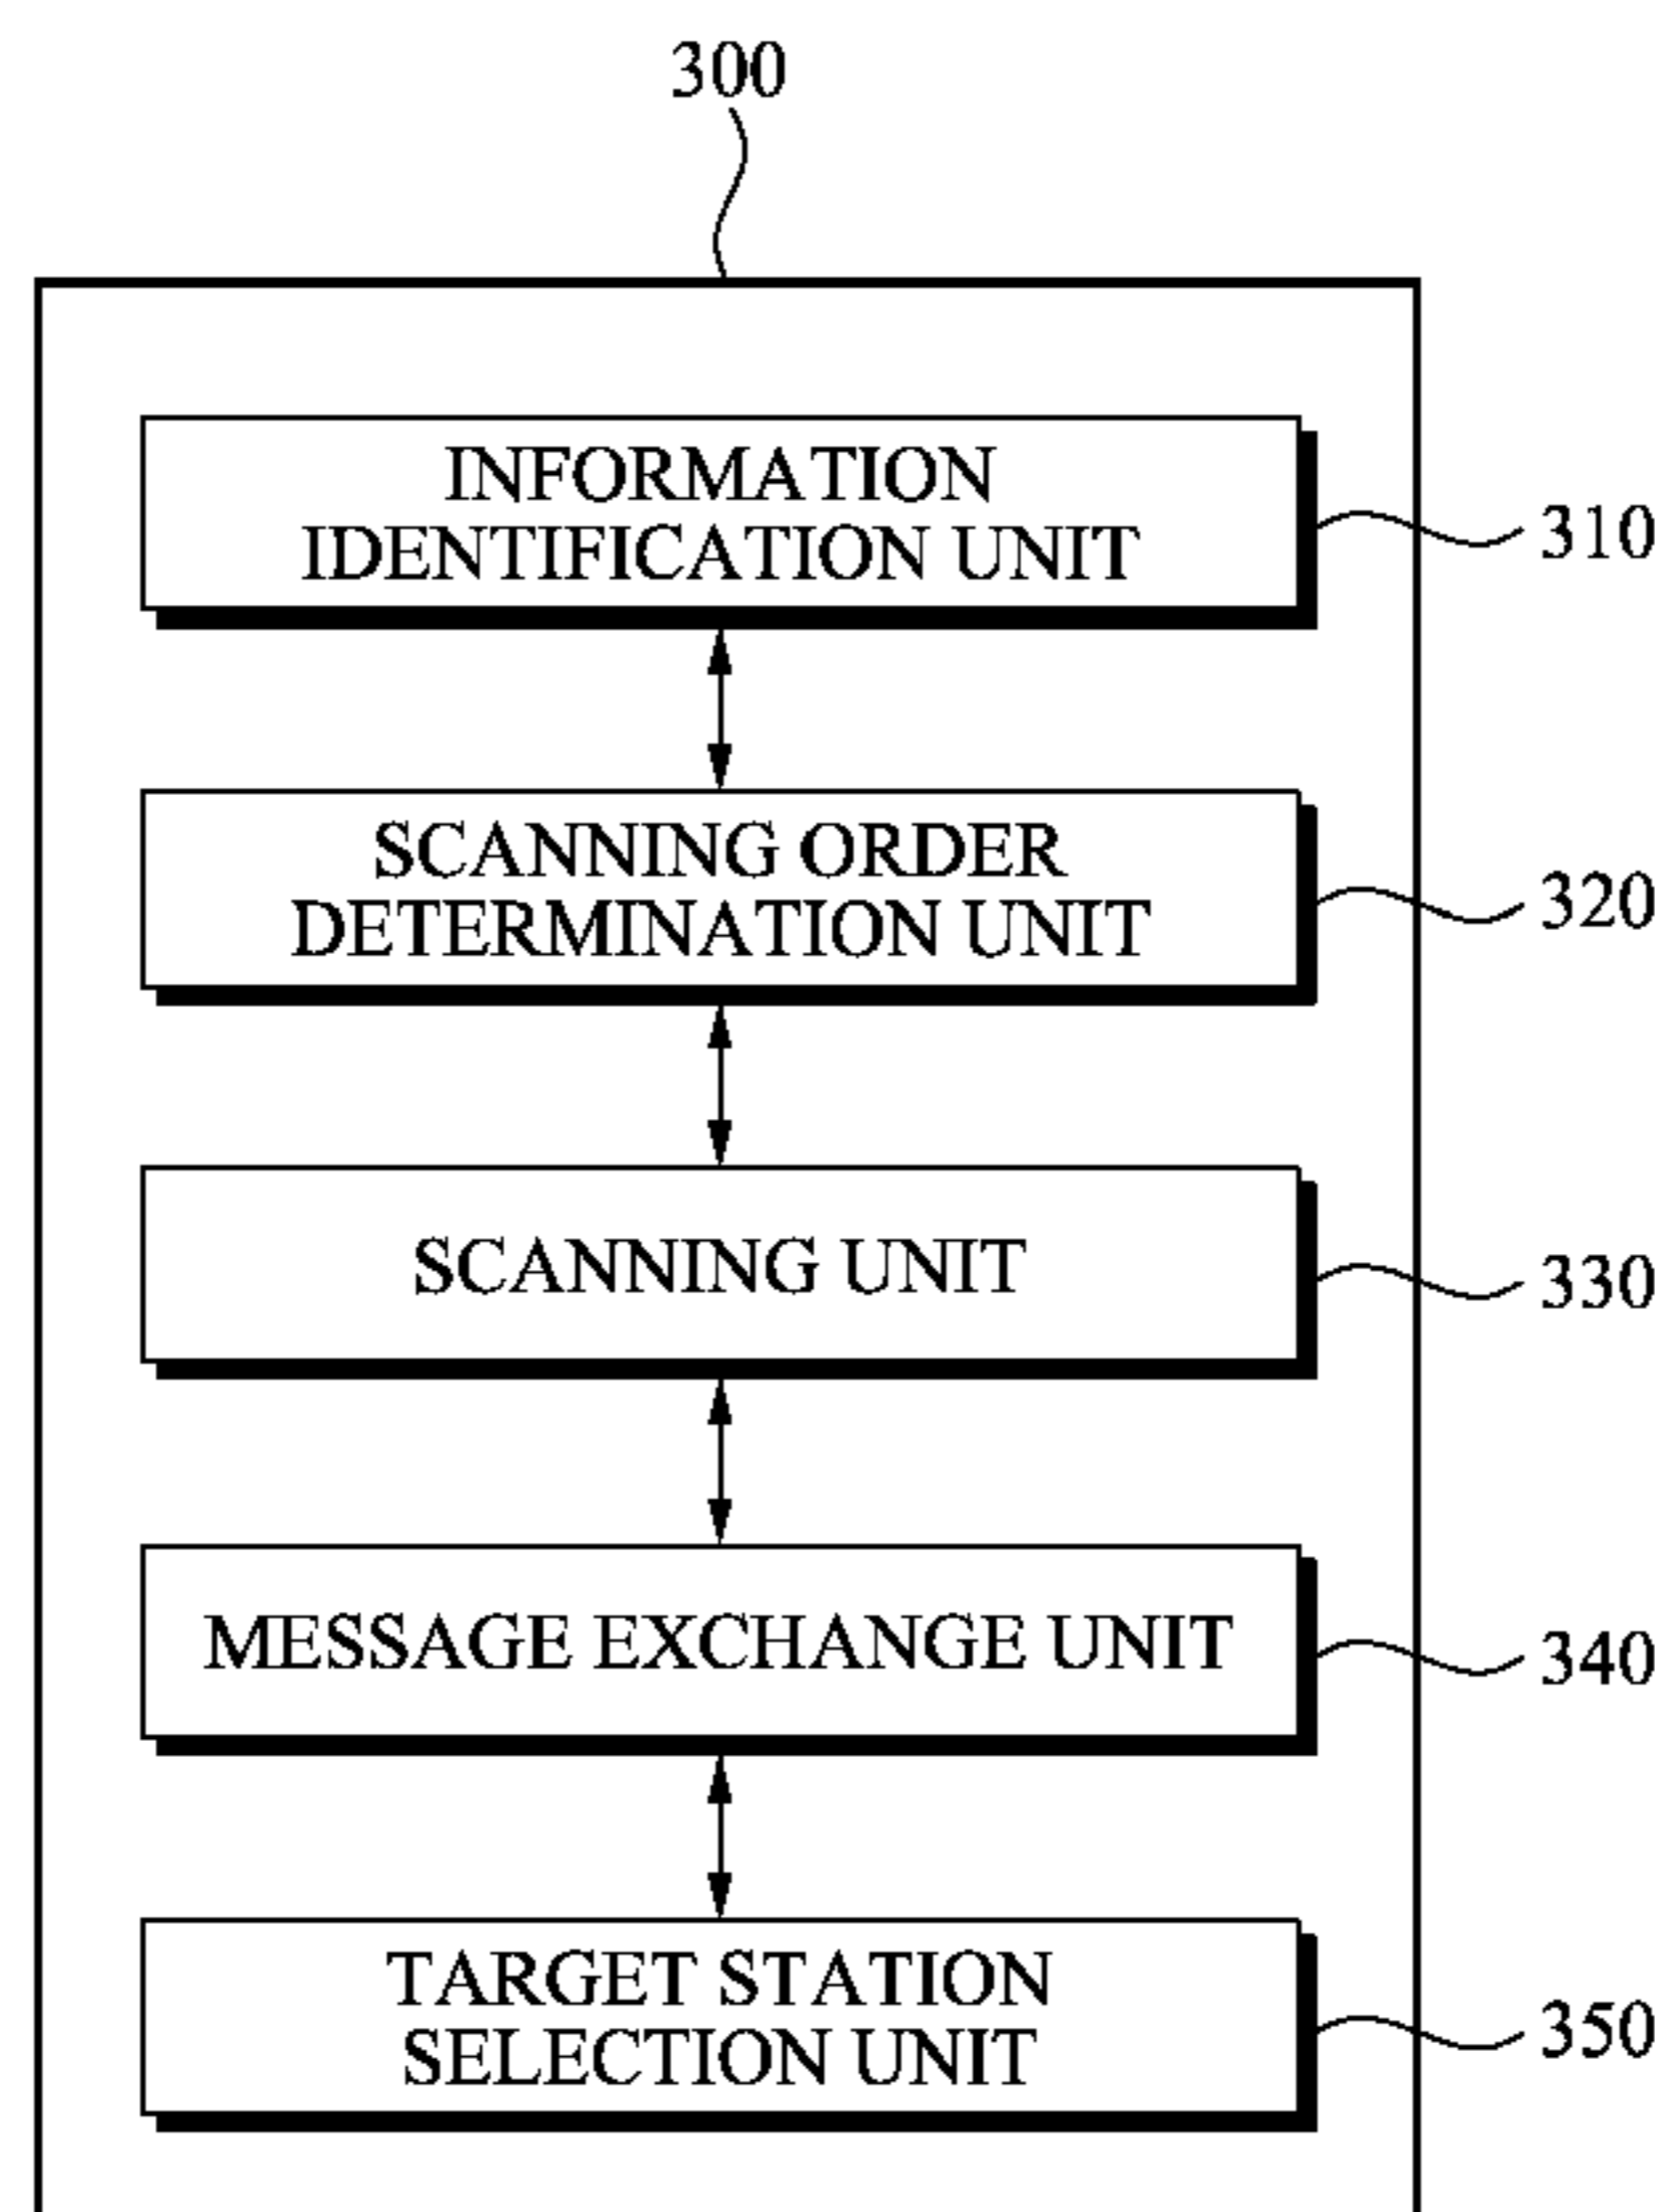 300
INFORMATION
IDENTIFICATION UNIT
310
SCANNING ORDER
DETERMINATION UNIT
320
SCANNING UNIT
330
MESSAGE EXCHANGE UNIT
340
TARGET STATION
SELECTION UNIT
350